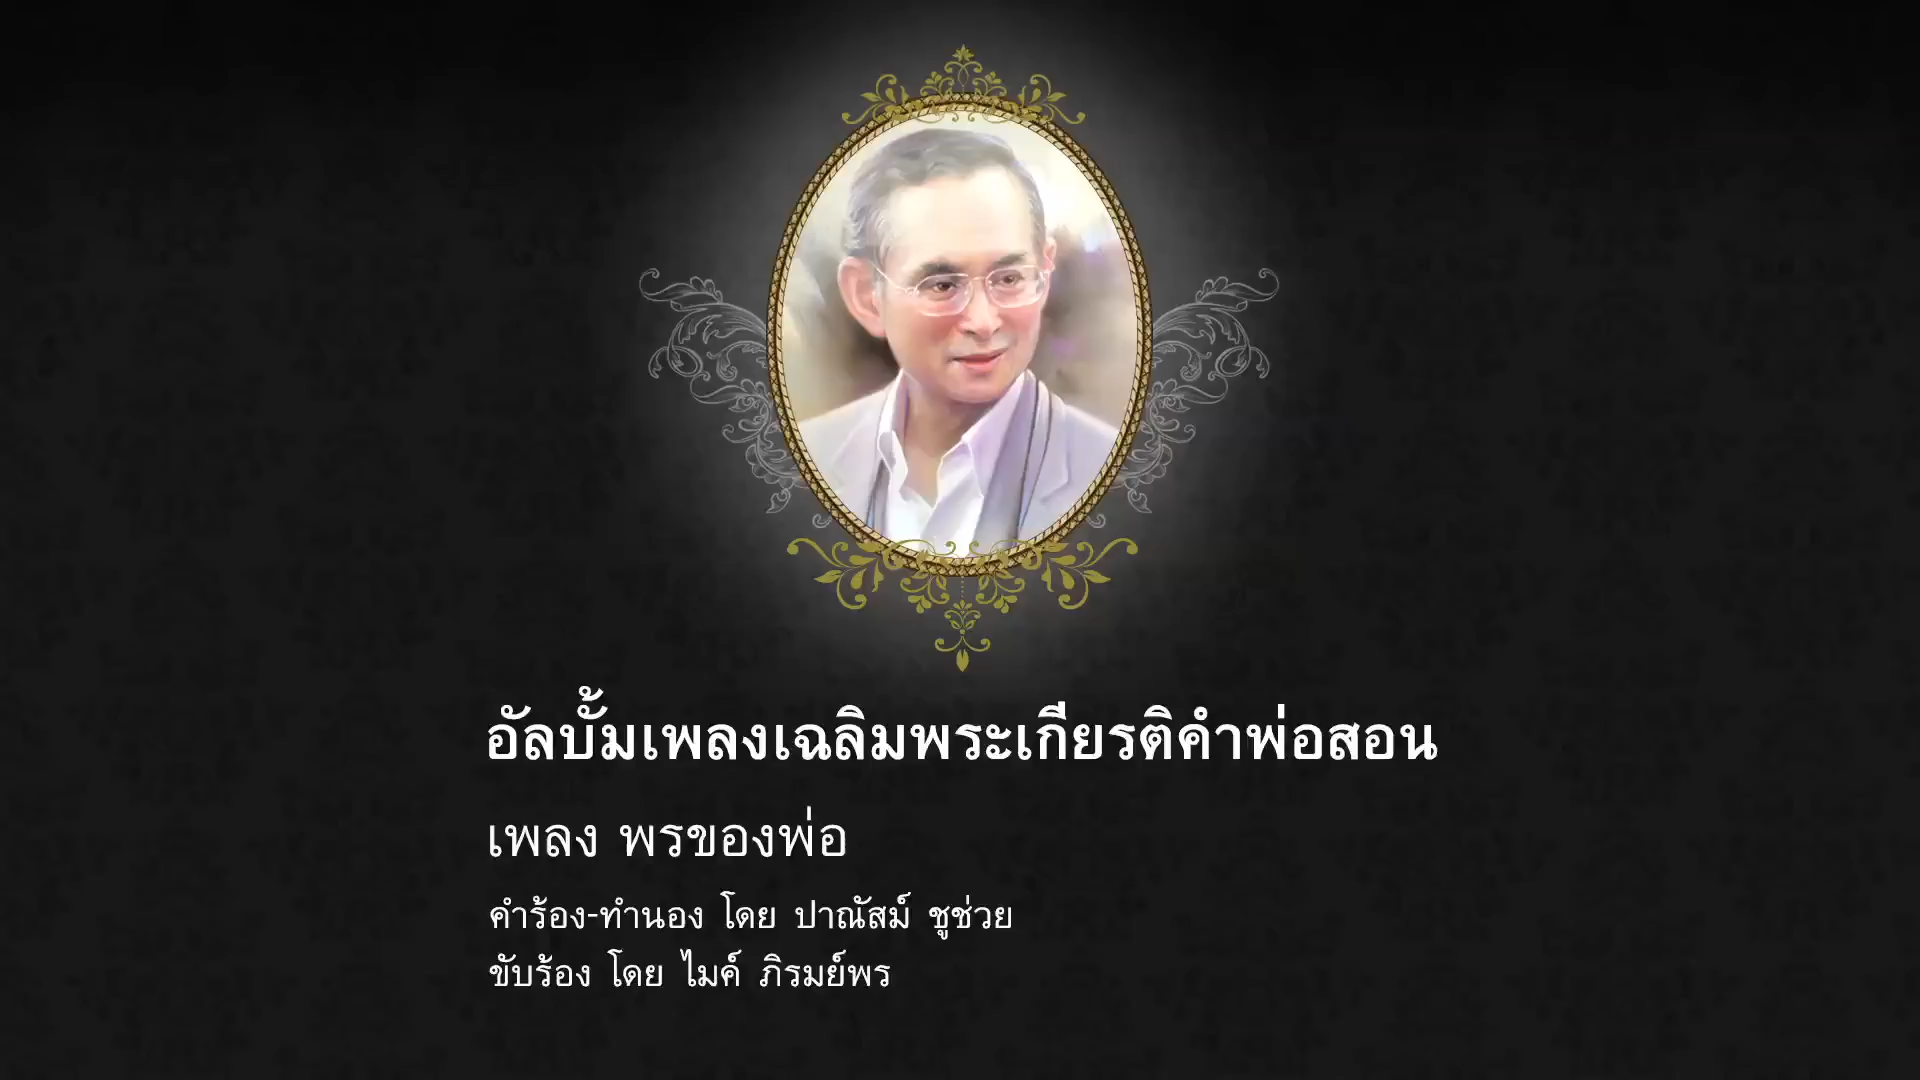 อัลบั้มเพลงเฉลิมพระเกียรติคำพ่อสอน
เพลง พรของพ่อ
คำร้อง-ทำนอง โดย ปาณัสม์ ชูช่วย
ขับร้อง โดย ไมค์ ภิรมย์พร